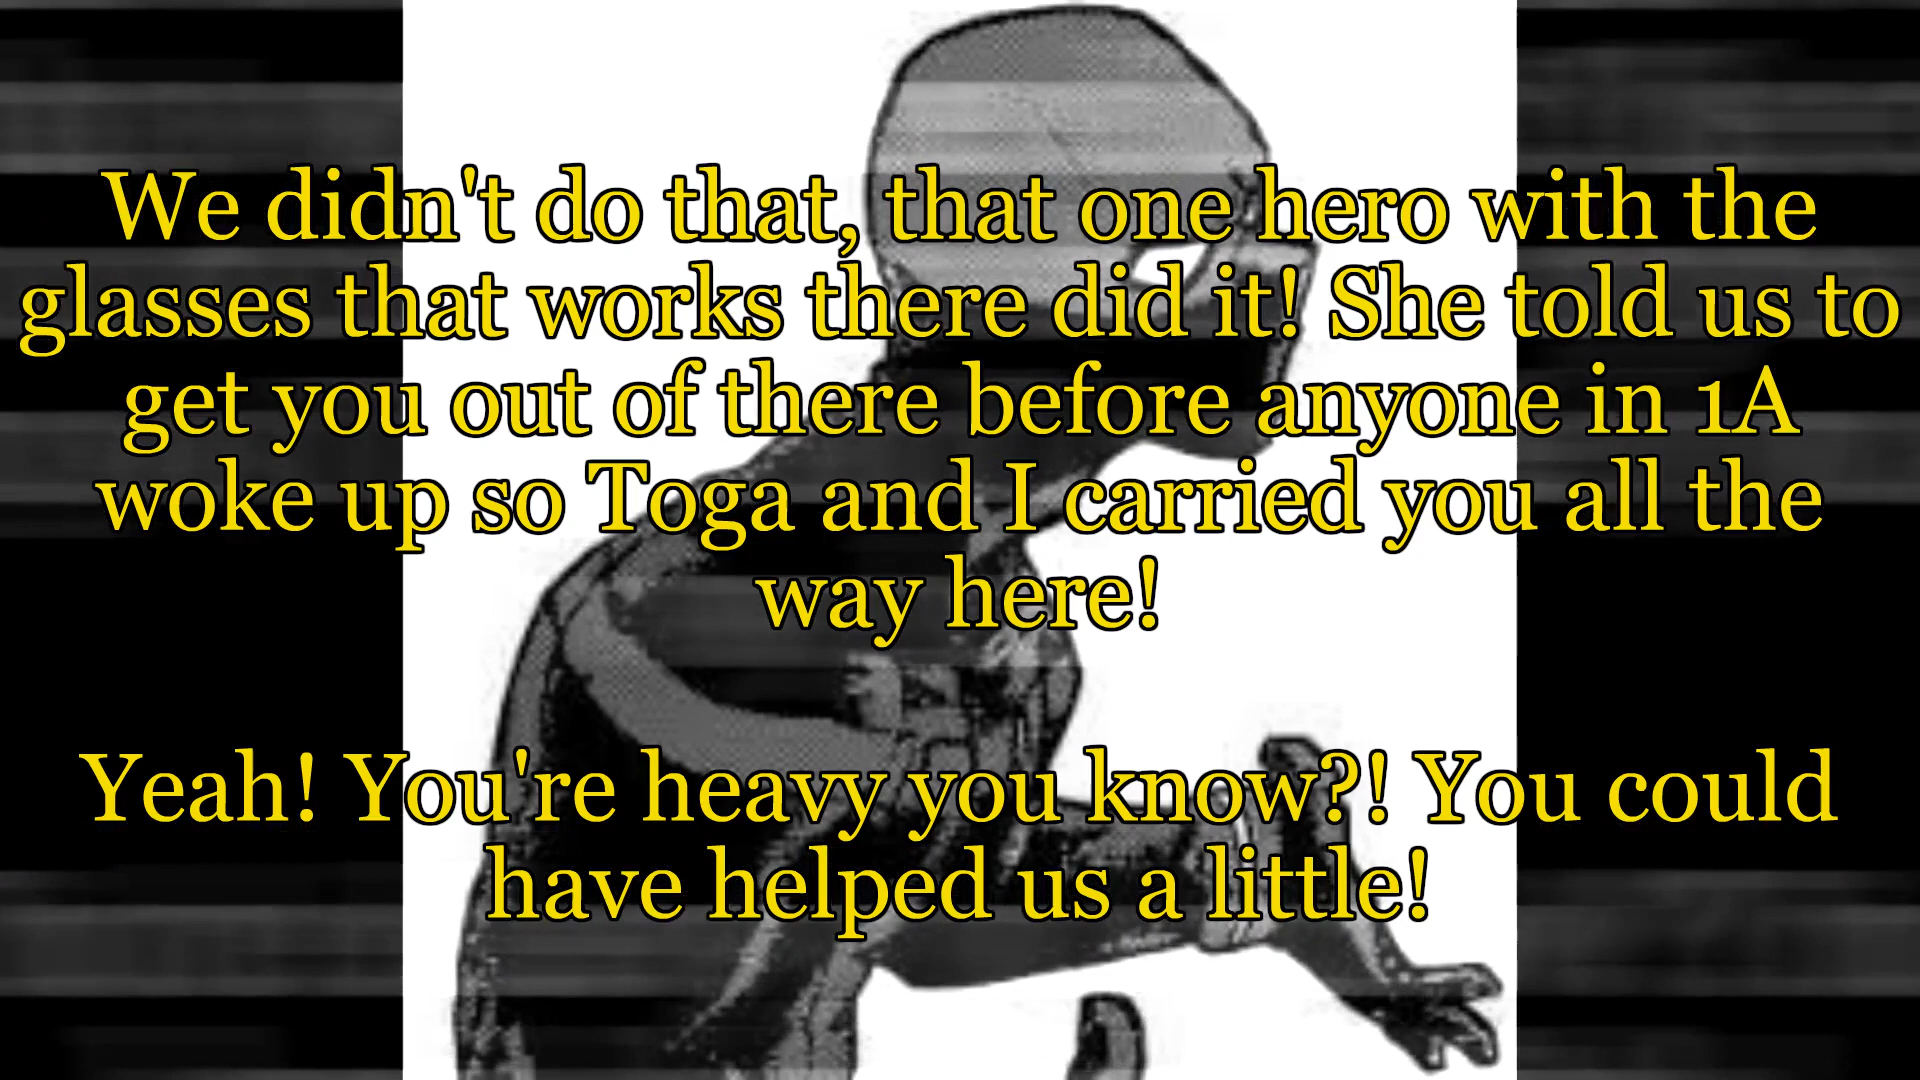 We didn't do that, that one hero with the
glasses that works there did it! She told us to
get you out of there before anyone in 1A
woke up so Toga and I carried you all the
way here!
Yeah! You're heavy you know?! You could
have helped us a little!